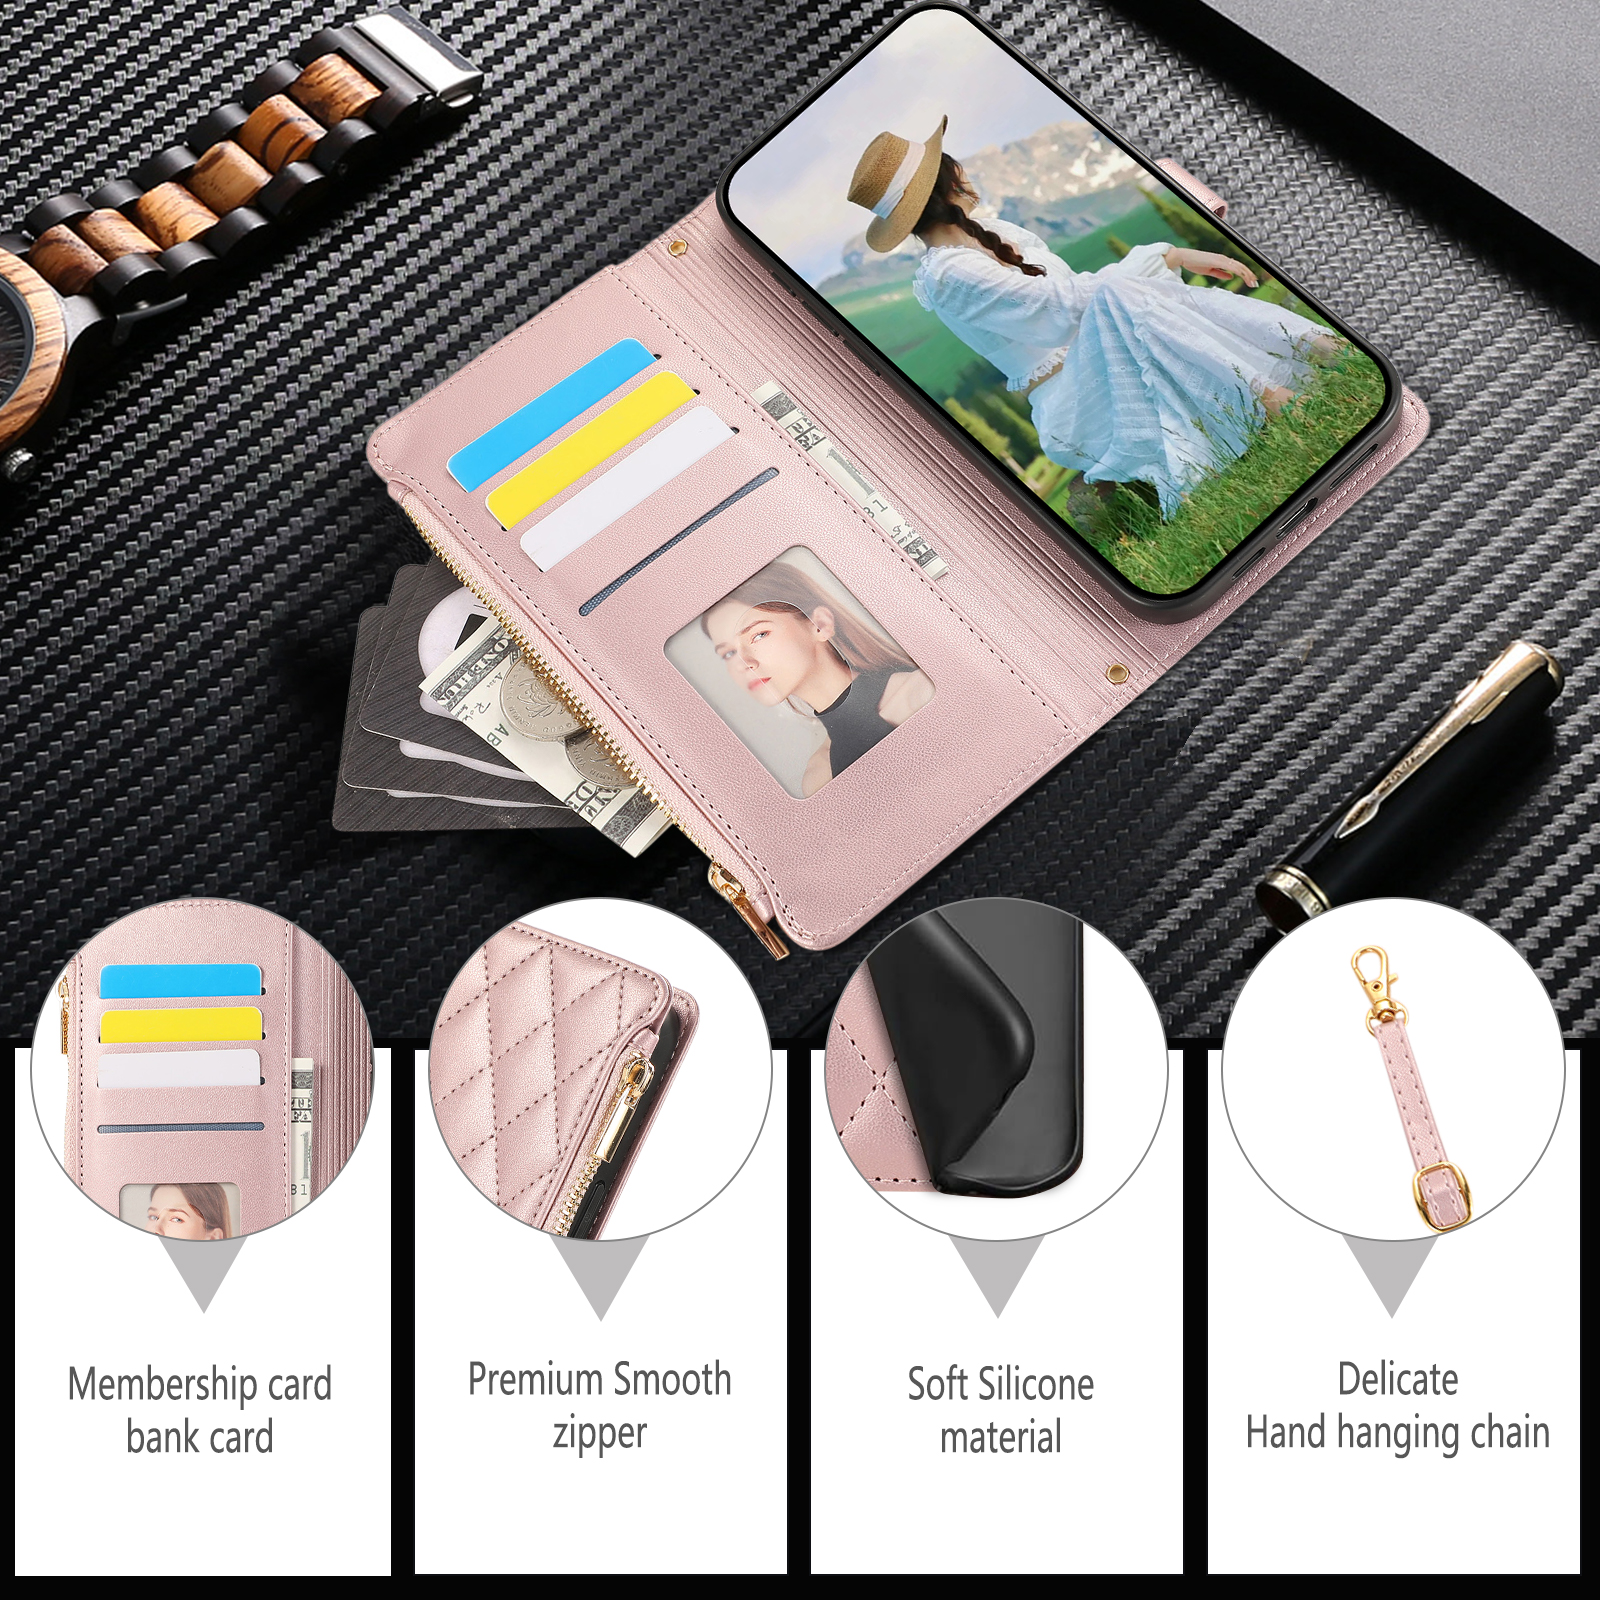 Membership card
bank card
Premium Smooth
zipper
Soft Silicone
material
Delicate
Hand hanging chain